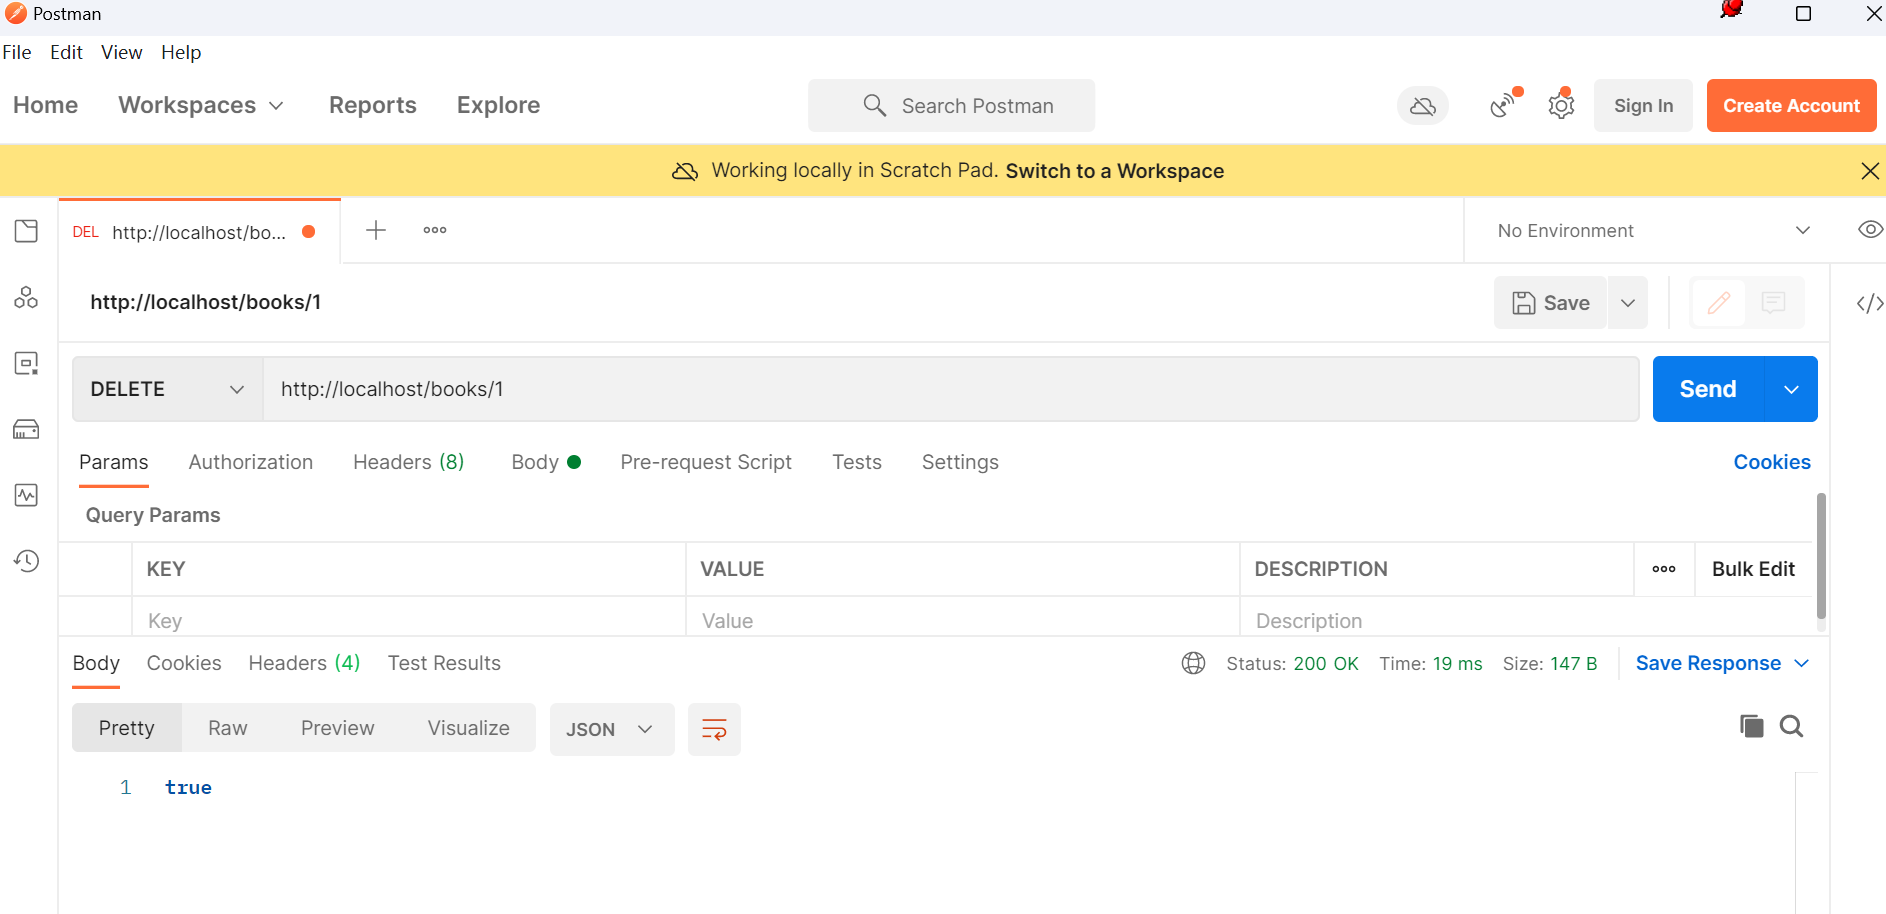 Postman
File Edit View Help
Home Workspaces Reports Explore Search Postman Sign In Create Account
Working locally in Scratch Pad. Switch to a Workspace
DEL http://localhost/bo... No Environment
http://localhost/books/1 Save
DELETE http://localhost/books/1 Send
Params Authorization Headers (8) Body Pre-request Script Tests Settings Cookies
Query Params
KEY VALUE DESCRIPTION Bulk Edit
Key Value Description
Body Cookies Headers (4) Test Results Status: 200 OK Time: 19 ms Size: 147 B Save Response
Pretty Raw Preview Visualize JSON
1 true